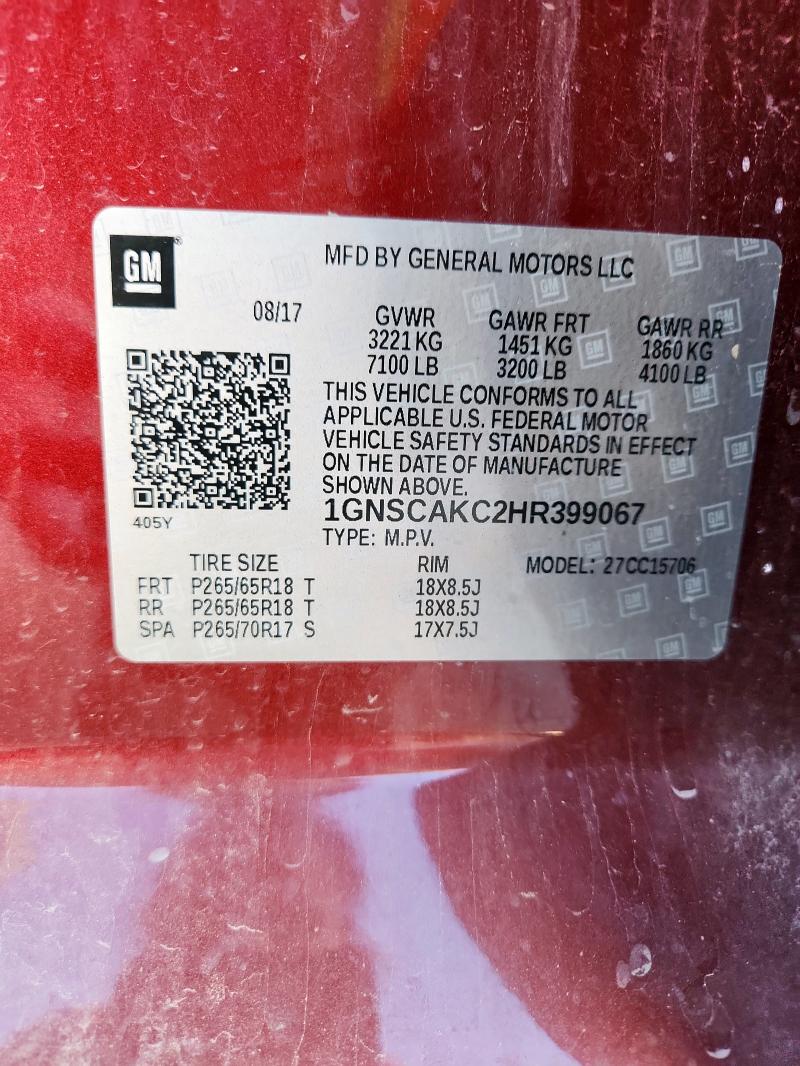 GM
MFD BY GENERAL MOTORS LLC
08/17 GVWR GAWR FRT GAWR RR
3221 KG 1451 KG 1860 KG
7100 LB 3200 LB 4100 LB
THIS VEHICLE CONFORMS TO ALL
APPLICABLE U.S. FEDERAL MOTOR
VEHICLE SAFETY STANDARDS IN EFFECT
ON THE DATE OF MANUFACTURE
SHOWN ABOVE.
405Y
1GNSCAKC2HR399067
TYPE: M.P.V.
TIRE SIZE RIM MODEL: 27CC15706
FRT P265/65R18 T 18X8.5J
RR P265/65R18 T 18X8.5J
SPA P265/70R17 S 17X7.5J